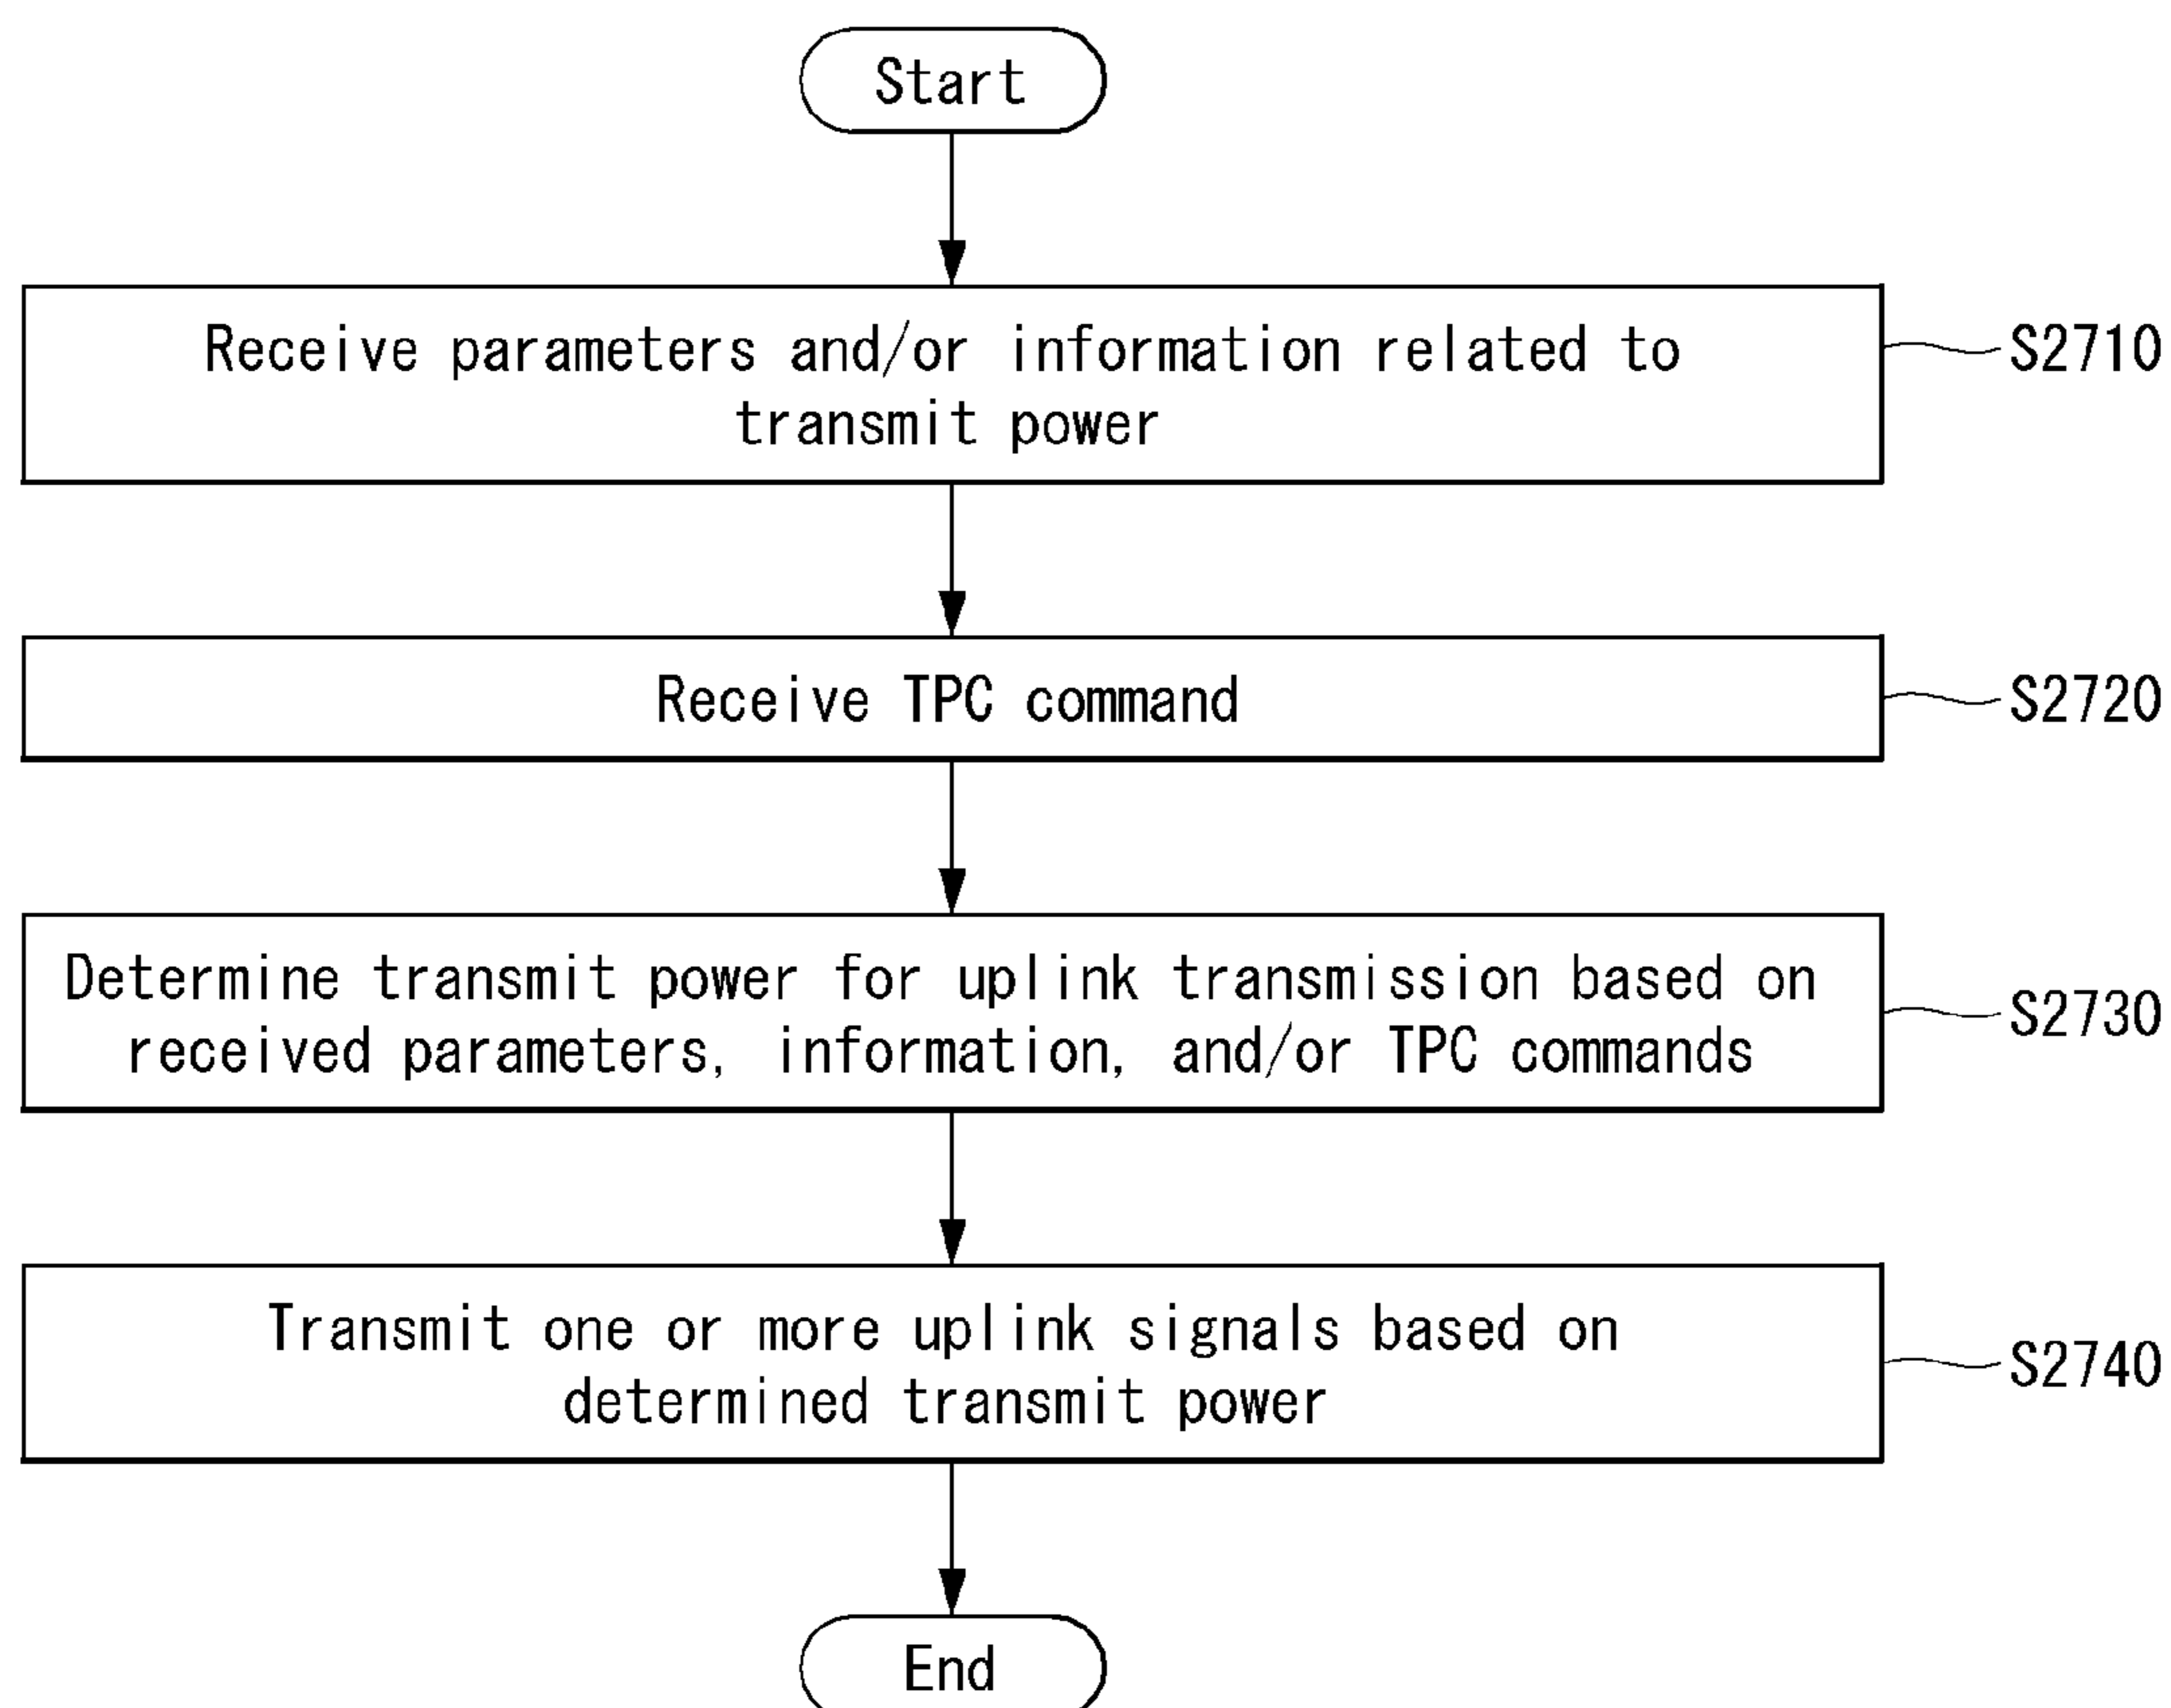 Start
Receive parameters and/or information related to
transmit power
S2710
Receive TPC command
S2720
Determine transmit power for uplink transmission based on
received parameters, information, and/or TPC commands
S2730
Transmit one or more uplink signals based on
determined transmit power
S2740
End